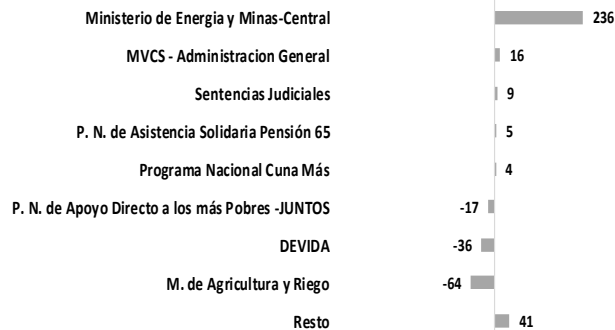 Ministerio de Energia y Minas-Central 236
MVCS - Administracion General 16
Sentencias Judiciales 9
P. N. de Asistencia Solidaria Pensión 65 5
Programa Nacional Cuna Más 4
P. N. de Apoyo Directo a los más Pobres -JUNTOS -17
DEVIDA -36
M. de Agricultura y Riego -64
Resto 41